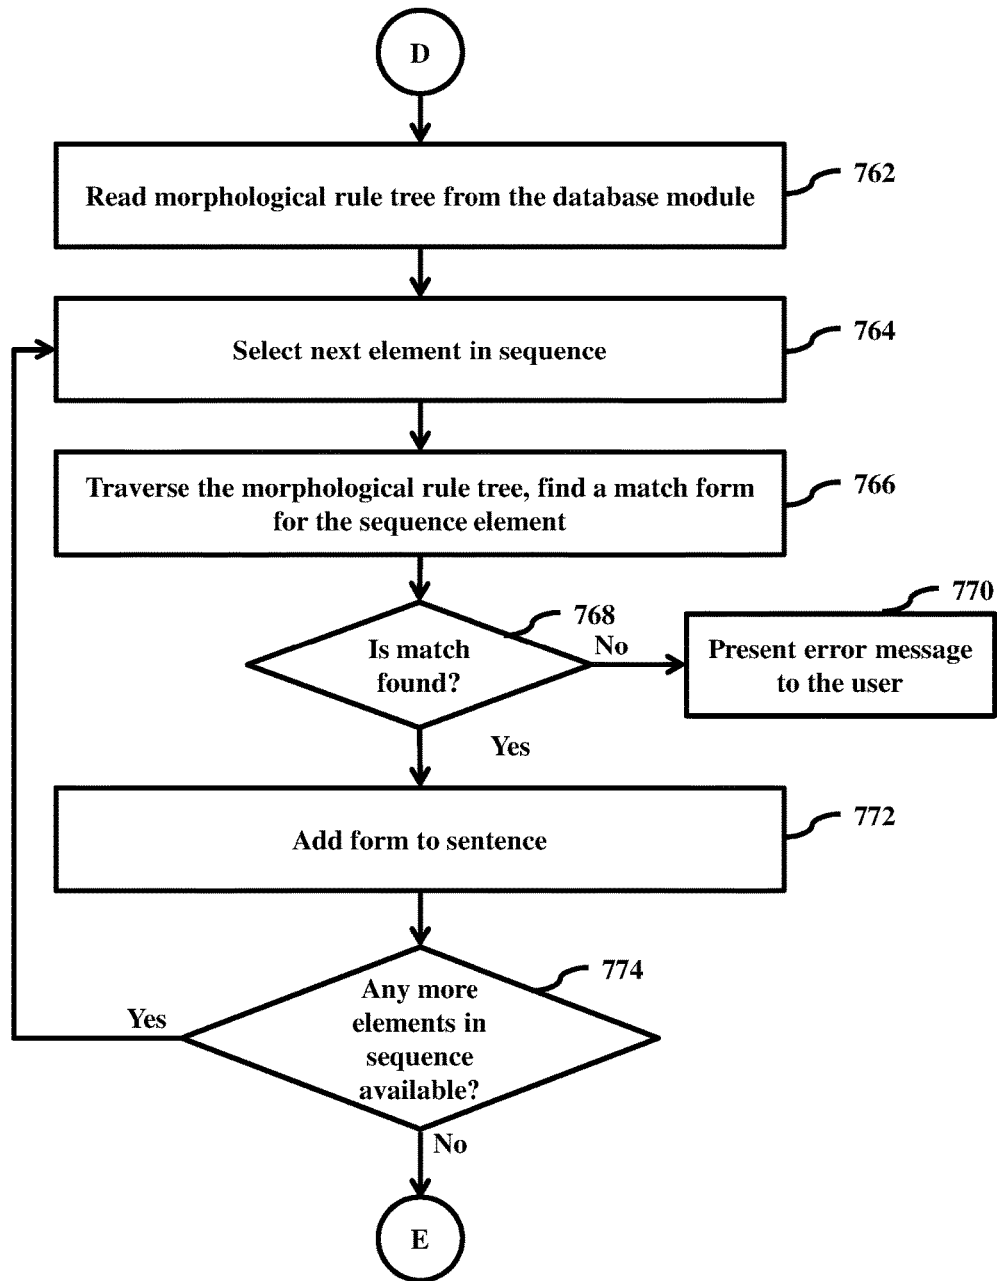 D
762
Read morphological rule tree from the database module
764
Select next element in sequence
766
Traverse the morphological rule tree, find a match form
for the sequence element
770
768
Is match
found?
No
Present error message
to the user
Yes
772
Add form to sentence
774
Any more
elements in
sequence
available?
Yes
No
E